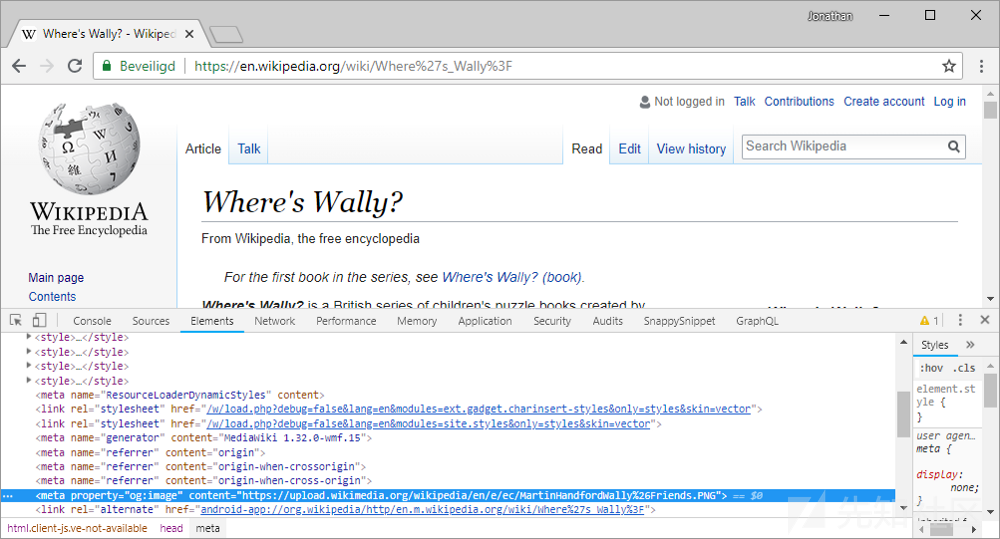 Jonathan
Where's Wally? - Wikiped
Beveiligd https://en.wikipedia.org/wiki/Where%27s_Wally%3F
Not logged in Talk Contributions Create account Log in
Article Talk Read Edit View history Search Wikipedia
WIKIPEDIA
The Free Encyclopedia
Main page
Contents
Where's Wally?
From Wikipedia, the free encyclopedia
For the first book in the series, see Where's Wally? (book).
Where's Wally? is a British series of children's puzzle books created by
Console Sources Elements Network Performance Memory Application Security Audits SnappySnippet GraphQL 1
<style>…</style>
<style>…</style>
<style>…</style>
<style>…</style>
<meta name="ResourceLoaderDynamicStyles" content>
<link rel="stylesheet" href="/w/load.php?debug=false&lang=en&modules=ext.gadget.charinsert-styles&only=styles&skin=vector">
<link rel="stylesheet" href="/w/load.php?debug=false&lang=en&modules=site.styles&only=styles&skin=vector">
<meta name="generator" content="MediaWiki 1.32.0-wmf.15">
<meta name="referrer" content="origin">
<meta name="referrer" content="origin-when-crossorigin">
<meta name="referrer" content="origin-when-cross-origin">
<meta property="og:image" content="https://upload.wikimedia.org/wikipedia/en/e/ec/MartinHandfordWally%26Friends.PNG"> == $0
<link rel="alternate" href="android-app://org.wikipedia/http/en.m.wikipedia.org/wiki/Where%27s_Wally%3F">
html.client-js.ve-not-available head meta
Styles »
:hov .cls
element.st
yle {
}
user agen…
meta {
display:
none;
先知社区